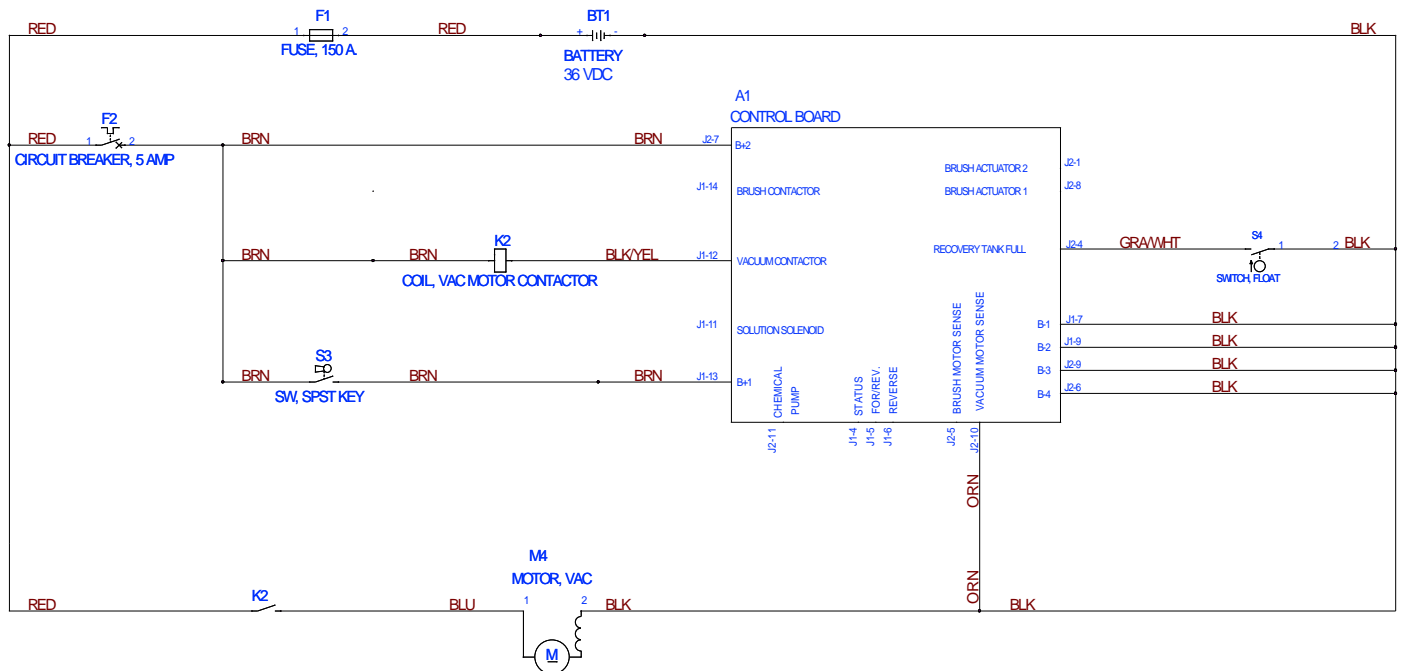 F1
BT1
RED
1
2
RED
+
-
BLK
FUSE, 150 A.
BATTERY
36 VDC
A1
CONTROL BOARD
F2
RED
1
2
BRN
BRN
J2-7
B+2
CIRCUIT BREAKER, 5 AMP
BRUSH ACTUATOR 2
J2-1
J1-14
BRUSH CONTACTOR
BRUSH ACTUATOR 1
J2-8
K2
BRN
BRN
BLK/YEL
J1-12
VACUUM CONTACTOR
RECOVERY TANK FULL
J2-4
GRA/WHT
S4
1
2
BLK
COIL, VAC MOTOR CONTACTOR
SWITCH, FLOAT
J1-11
SOLUTION SOLENOID
B-1
J1-7
BLK
B-2
J1-9
BLK
B-3
J2-9
BLK
B-4
J2-6
BLK
S3
BRN
BRN
BRN
J1-13
B+1
SW, SPST KEY
CHEMICAL
PUMP
STATUS
FOR/REV.
REVERSE
BRUSH MOTOR SENSE
VACUUM MOTOR SENSE
J2-11
J1-4
J1-5
J1-6
J2-5
J2-10
ORN
ORN
M4
MOTOR, VAC
RED
K2
BLU
1
2
BLK
BLK
M